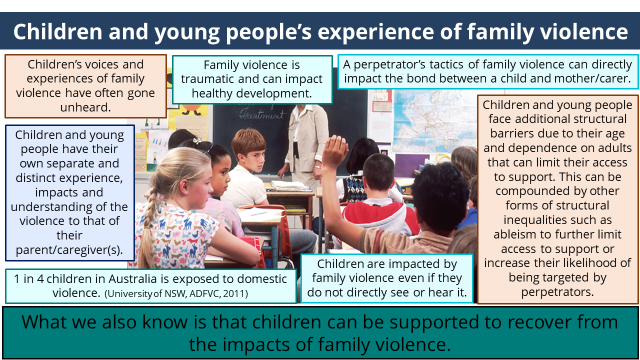 Children and young people's experience of family violence
Children's voices and
experiences of family
violence have often gone
unheard.
Family violence is
traumatic and can impact
healthy development.
A perpetrator's tactics of family violence can directly
impact the bond between a child and mother/carer.
Treatment
Children and young
people have their
own separate and
distinct experience,
impacts and
understanding of the
violence to that of
their
parent/caregiver(s).
Children and young people
face additional structural
barriers due to their age
and dependence on adults
that can limit their access
to support. This can be
compounded by other
forms of structural
inequalities such as
ableism to further limit
access to support or
increase their likelihood of
being targeted by
perpetrators.
1 in 4 children in Australia is exposed to domestic
violence. (University of NSW, ADFVC, 2011)
Children are impacted by
family violence even if they
do not directly see or hear it.
What we also know is that children can be supported to recover from
the impacts of family violence.